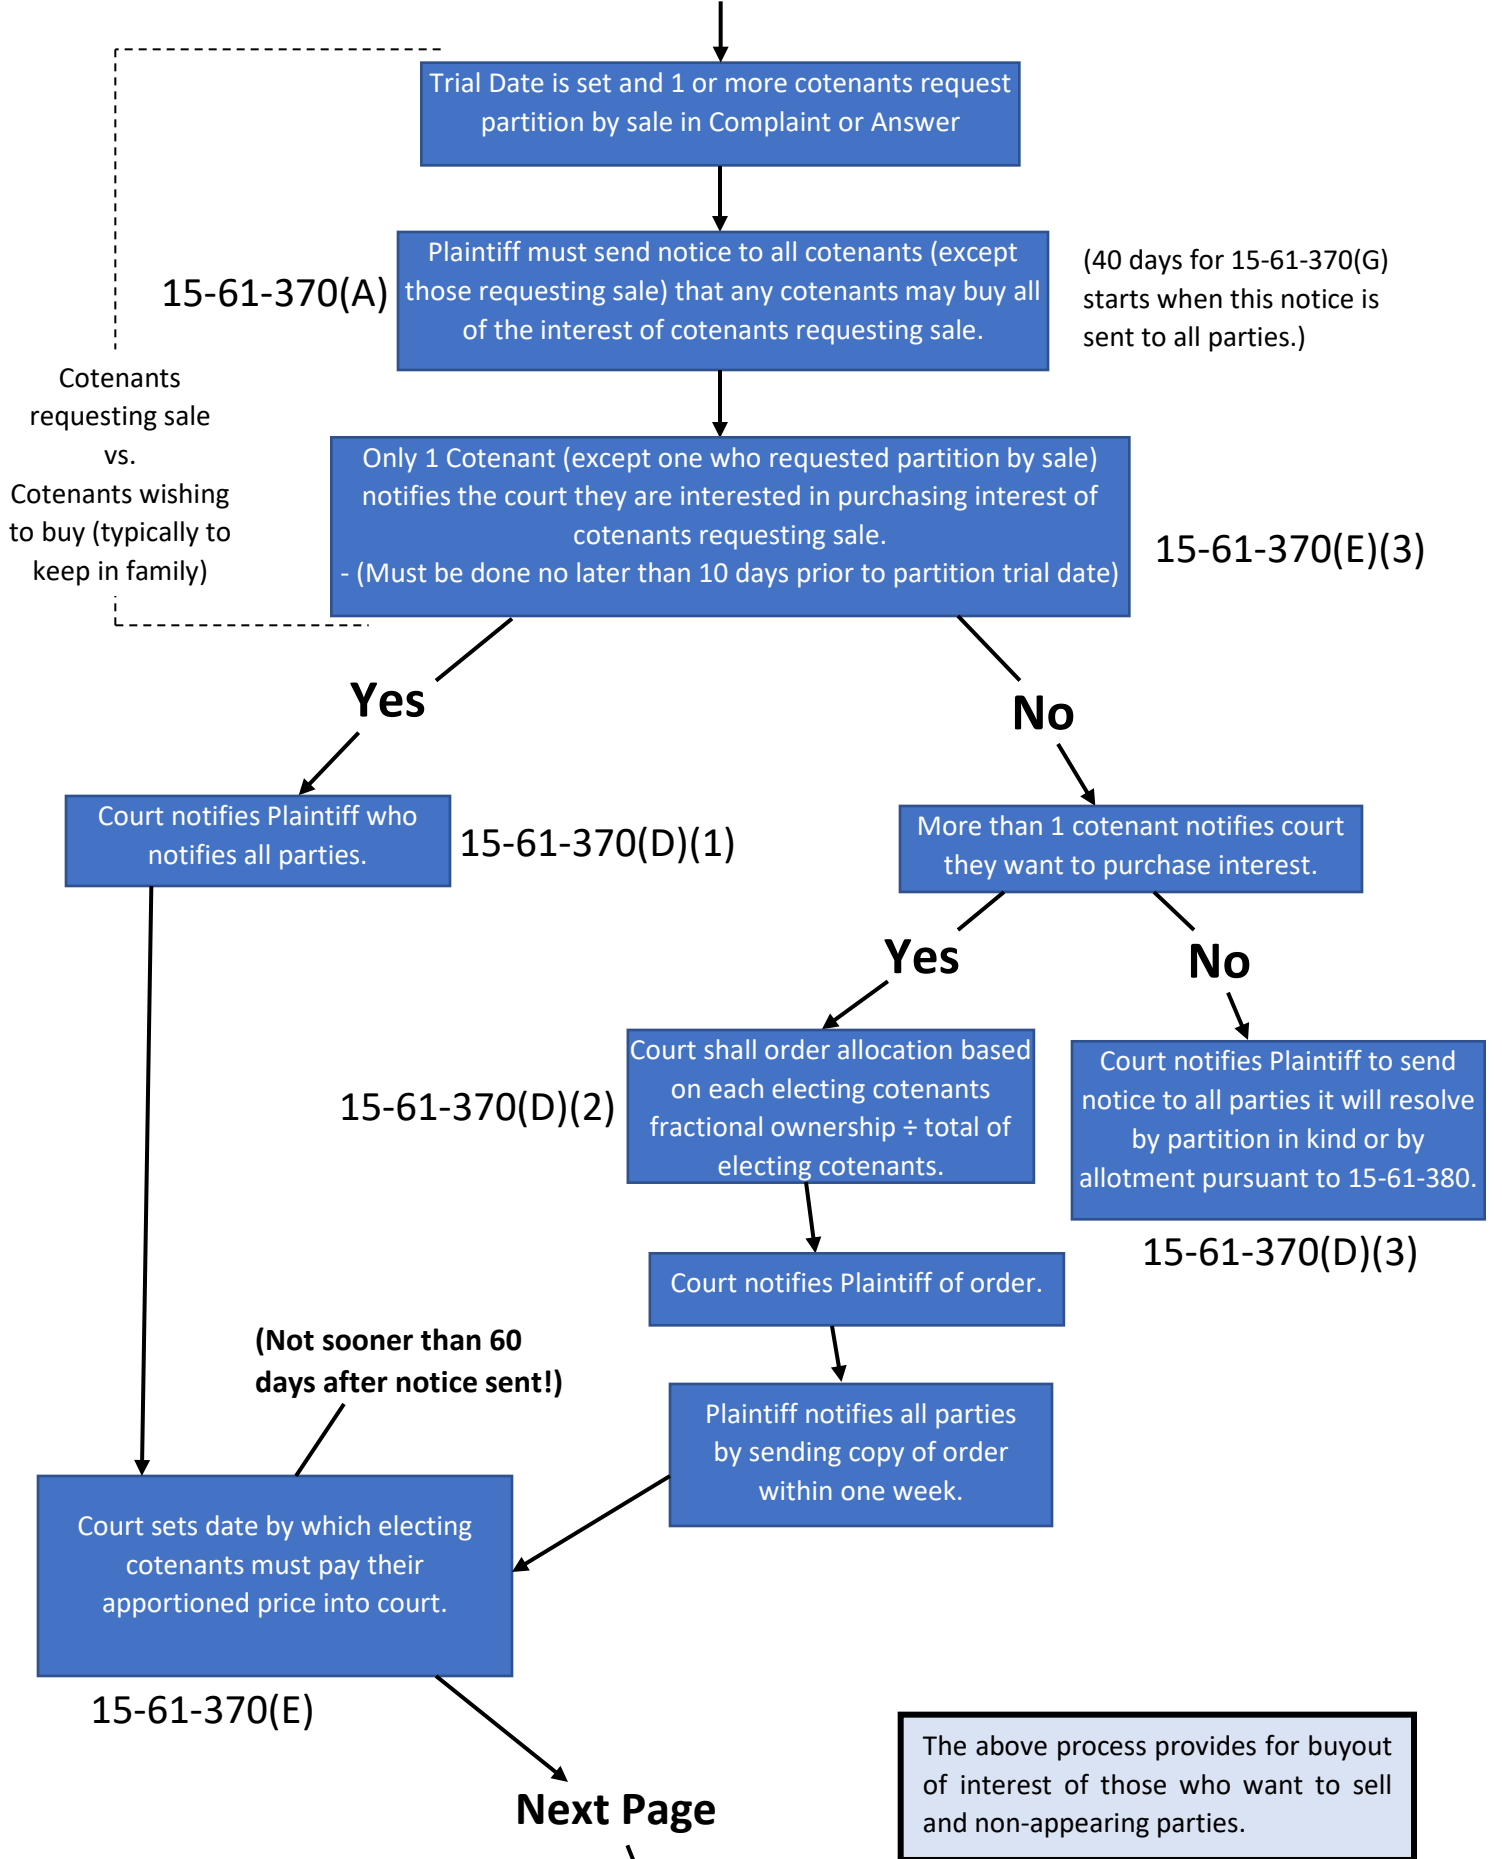 Trial Date is set and 1 or more cotenants request
partition by sale in Complaint or Answer
15-61-370(A)
Plaintiff must send notice to all cotenants (except
those requesting sale) that any cotenants may buy all
of the interest of cotenants requesting sale.
(40 days for 15-61-370(G)
starts when this notice is
sent to all parties.)
Cotenants
requesting sale
vs.
Cotenants wishing
to buy (typically to
keep in family)
Only 1 Cotenant (except one who requested partition by sale)
notifies the court they are interested in purchasing interest of
cotenants requesting sale.
- (Must be done no later than 10 days prior to partition trial date)
15-61-370(E)(3)
Yes
No
Court notifies Plaintiff who
notifies all parties.
15-61-370(D)(1)
More than 1 cotenant notifies court
they want to purchase interest.
Yes
No
15-61-370(D)(2)
Court shall order allocation based
on each electing cotenants
fractional ownership ÷ total of
electing cotenants.
Court notifies Plaintiff to send
notice to all parties it will resolve
by partition in kind or by
allotment pursuant to 15-61-380.
15-61-370(D)(3)
Court notifies Plaintiff of order.
(Not sooner than 60
days after notice sent!)
Plaintiff notifies all parties
by sending copy of order
within one week.
Court sets date by which electing
cotenants must pay their
apportioned price into court.
15-61-370(E)
Next Page
The above process provides for buyout
of interest of those who want to sell
and non-appearing parties.